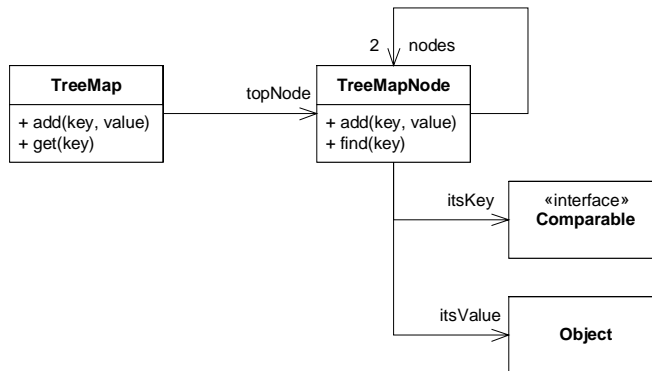 2 nodes
TreeMap
topNode
TreeMapNode
+ add(key, value)
+ get(key)
+ add(key, value)
+ find(key)
itsKey
«interface»
Comparable
itsValue
Object